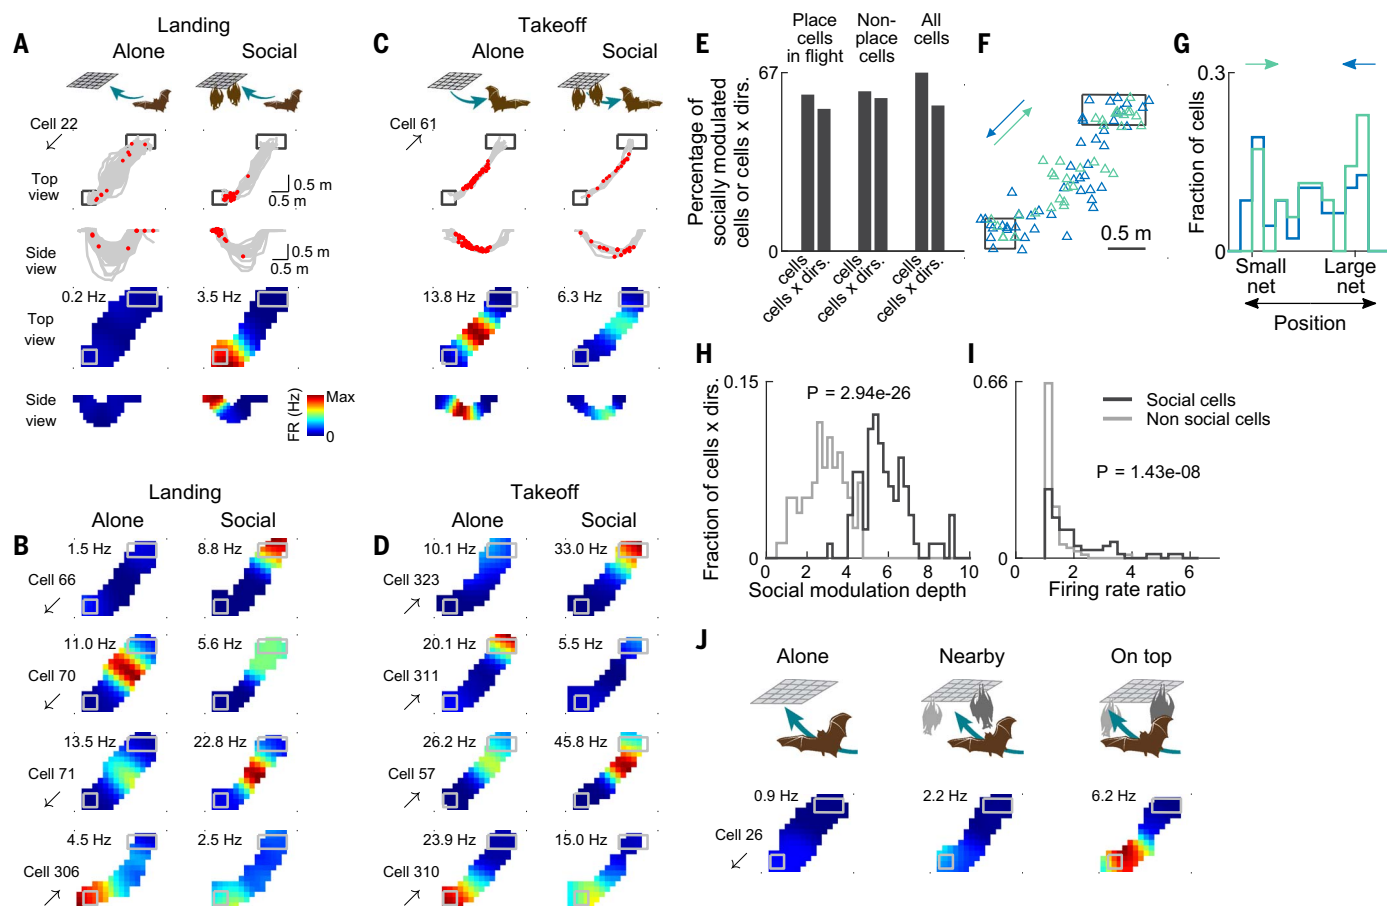 A
Landing
Alone
Social
Cell 22
↙
Top
view
0.5 m
0.5 m
Side
view
0.5 m
0.5 m
0.2 Hz
3.5 Hz
Top
view
Side
view
FR (Hz)
Max
0
C
Takeoff
Alone
Social
Cell 61
↗
13.8 Hz
6.3 Hz
E
Place
cells
in flight
Non-
place
cells
All
cells
Percentage of
socially modulated
cells or cells x dirs.
67
0
cells
cells x dirs.
cells
cells x dirs.
cells
cells x dirs.
F
0.5 m
G
Fraction of cells
0.3
0
Small
net
Large
net
Position
B
Landing
Alone
Social
1.5 Hz
8.8 Hz
Cell 66
↙
11.0 Hz
5.6 Hz
Cell 70
↙
13.5 Hz
22.8 Hz
Cell 71
↙
4.5 Hz
2.5 Hz
Cell 306
↗
D
Takeoff
Alone
Social
10.1 Hz
33.0 Hz
Cell 323
↗
20.1 Hz
5.5 Hz
Cell 311
↗
26.2 Hz
45.8 Hz
Cell 57
↗
23.9 Hz
15.0 Hz
Cell 310
↗
H
Fraction of cells x dirs.
0.15
0
P = 2.94e-26
0 2 4 6 8 10
Social modulation depth
I
0.66
0
Social cells
Non social cells
P = 1.43e-08
0 2 4 6
Firing rate ratio
J
Alone
Nearby
On top
0.9 Hz
2.2 Hz
6.2 Hz
Cell 26
↙